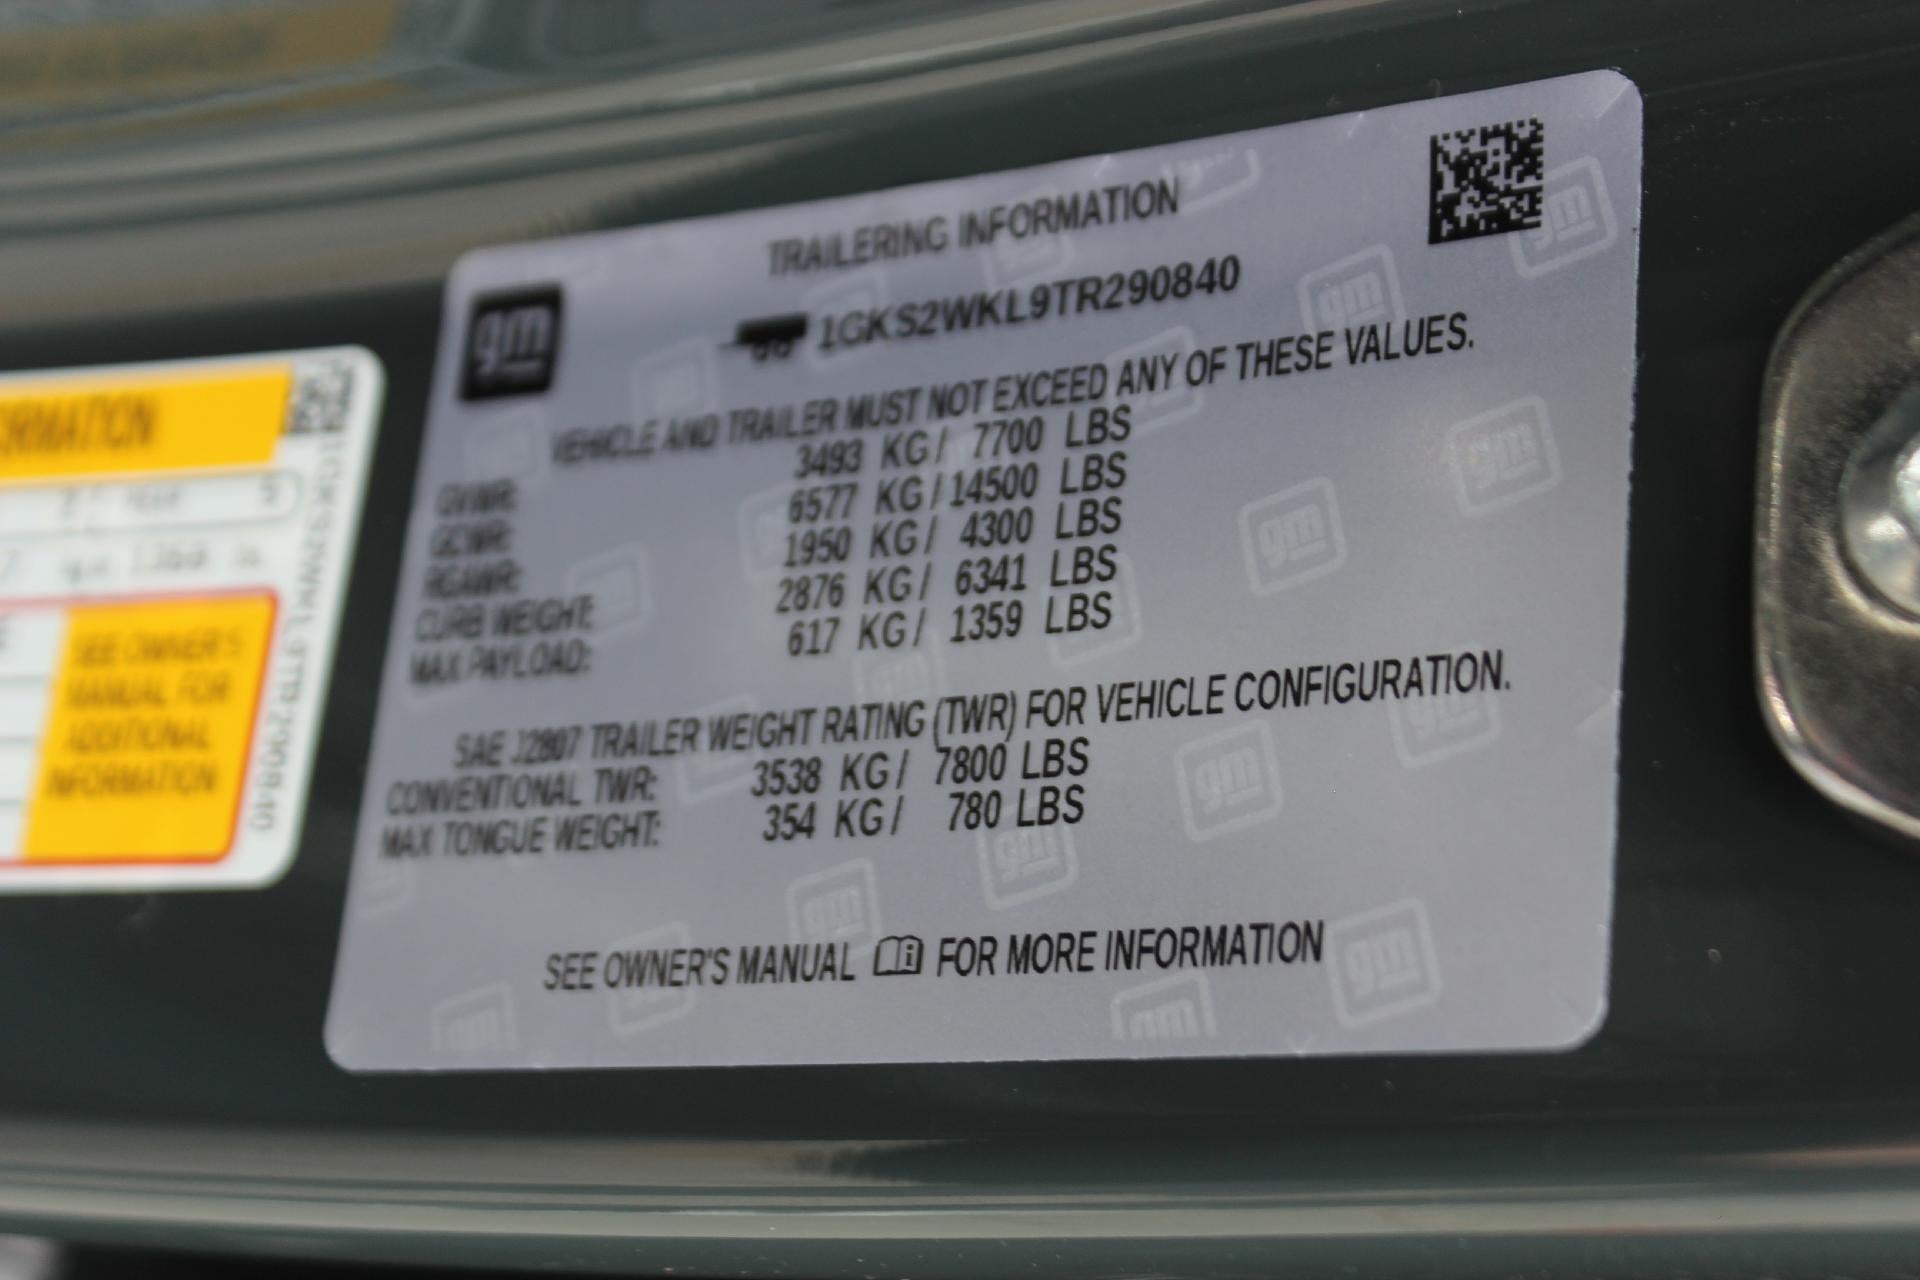 TRAILERING INFORMATION
gm
1GKS2WKL9TR290840
VEHICLE AND TRAILER MUST NOT EXCEED ANY OF THESE VALUES.
GVWR: 3493 KG / 7700 LBS
GCWR: 6577 KG / 14500 LBS
RGAWR: 1950 KG / 4300 LBS
CURB WEIGHT: 2876 KG / 6341 LBS
MAX PAYLOAD: 617 KG / 1359 LBS
SAE J2807 TRAILER WEIGHT RATING (TWR) FOR VEHICLE CONFIGURATION.
CONVENTIONAL TWR: 3538 KG / 7800 LBS
MAX TONGUE WEIGHT: 354 KG / 780 LBS
SEE OWNER'S MANUAL FOR MORE INFORMATION
SEE OWNER'S
MANUAL FOR
ADDITIONAL
INFORMATION
1GKS2WKL9TR290840